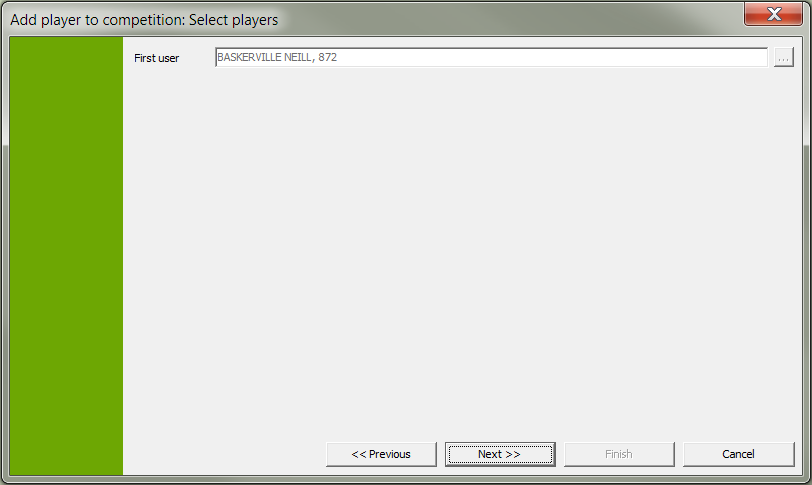 Add player to competition: Select players
First user
BASKERVILLE NEILL, 872
...
<< Previous
Next >>
Finish
Cancel